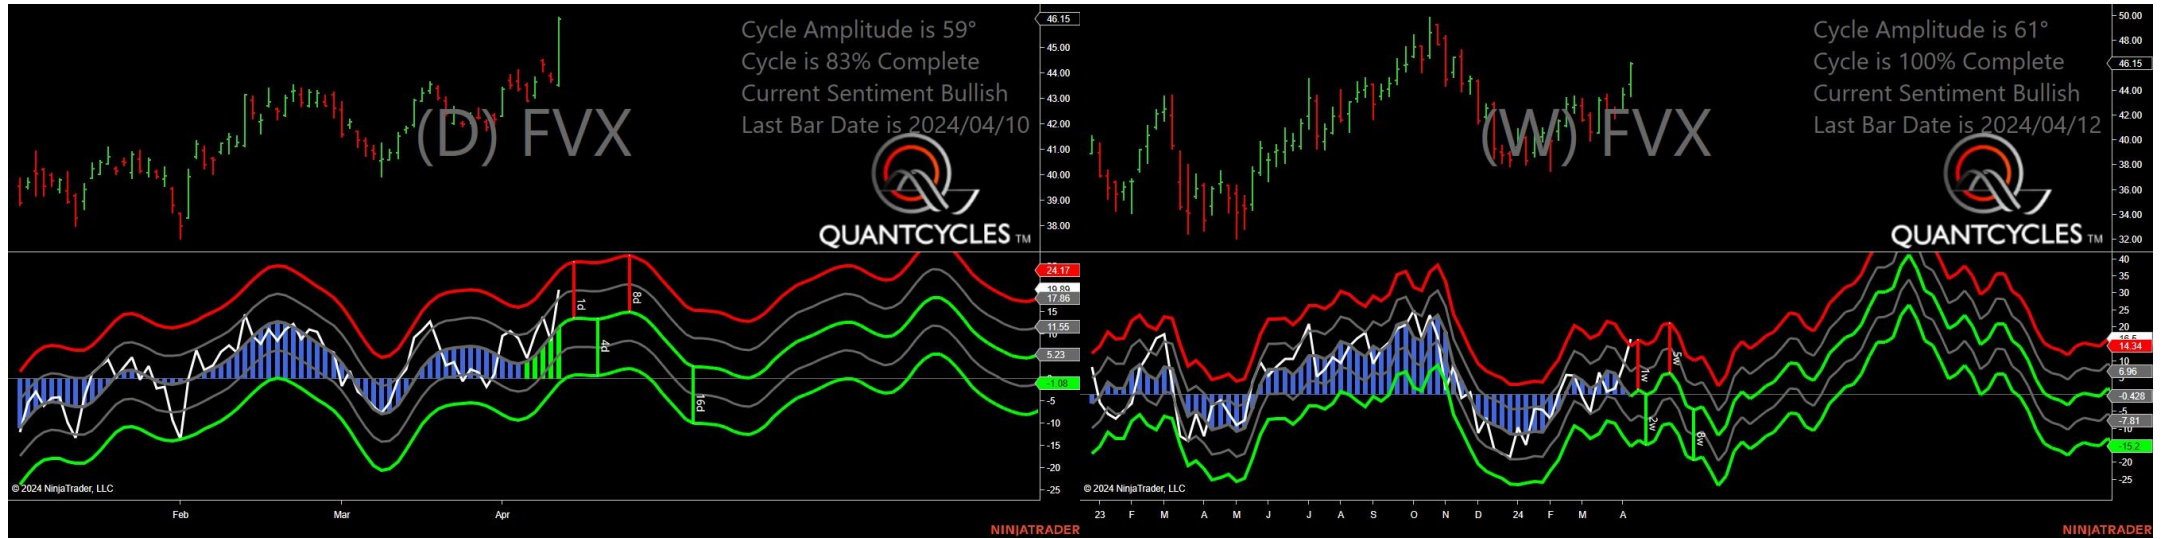 Cycle Amplitude is 59°
Cycle is 83% Complete
Current Sentiment Bullish
Last Bar Date is 2024/04/10
(D) FVX
QUANTCYCLES TM
46.15
45.00
44.00
43.00
42.00
41.00
40.00
39.00
38.00
24.17
19.89
17.86
15
11.55
5.23
-1.08
-5
-10
-15
-20
-25
1d
8d
4d
16d
© 2024 NinjaTrader, LLC
Feb Mar Apr
NINJATRADER
Cycle Amplitude is 61°
Cycle is 100% Complete
Current Sentiment Bullish
Last Bar Date is 2024/04/12
(W) FVX
QUANTCYCLES TM
50.00
48.00
46.15
44.00
42.00
40.00
38.00
36.00
34.00
32.00
40
35
30
25
20
14.34
10
6.96
-0.428
-5
-7.81
-15.2
-20
-25
1w
5w
2w
8w
© 2024 NinjaTrader, LLC
23 F M A M J J A S O N D 24 F M A
NINJATRADER